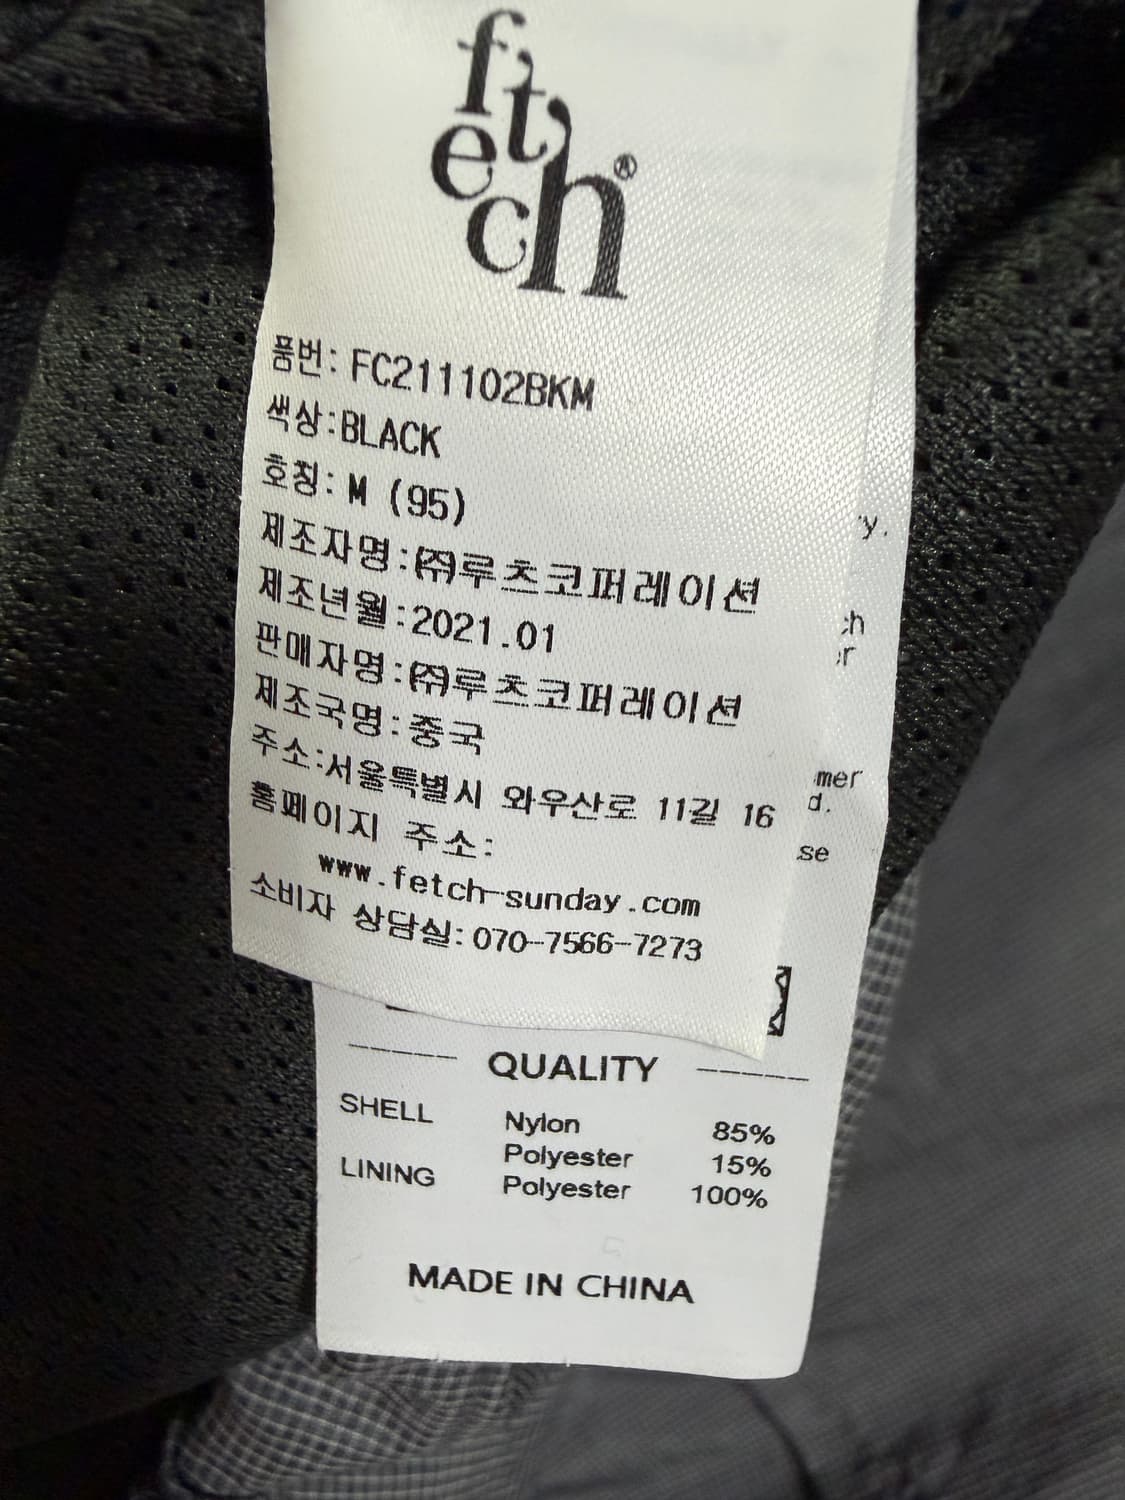 fetch®
품번: FC211102BKM
색상:BLACK
호칭: M (95)
제조자명:㈜루츠코퍼레이션
제조년월:2021.01
판매자명:㈜루츠코퍼레이션
제조국명:중국
주소:서울특별시 와우산로 11길 16
홈페이지 주소:
www.fetch-sunday.com
소비자 상담실: 070-7566-7273
QUALITY
SHELL Nylon 85%
Polyester 15%
LINING Polyester 100%
MADE IN CHINA